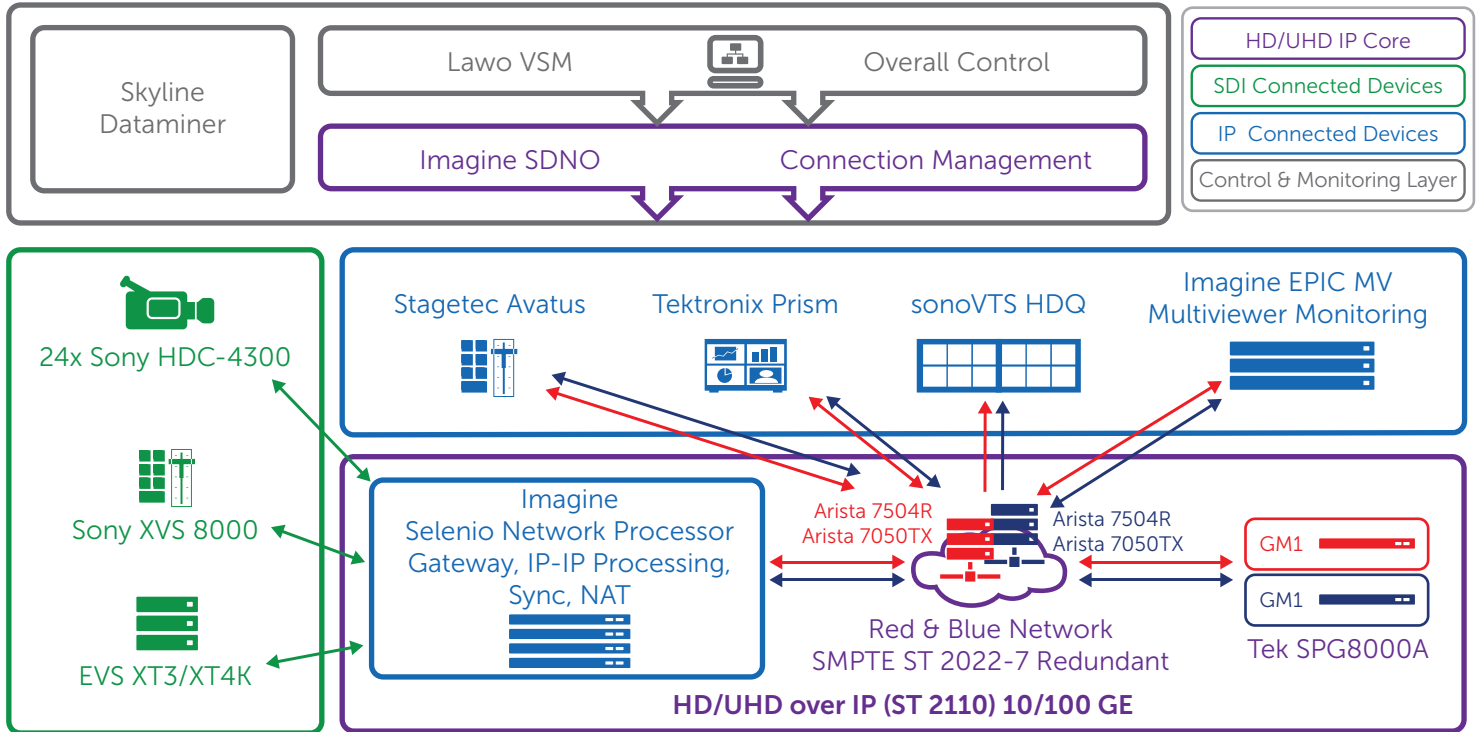 Skyline
Dataminer
Lawo VSM
Overall Control
Imagine SDNO
Connection Management
HD/UHD IP Core
SDI Connected Devices
IP Connected Devices
Control & Monitoring Layer
24x Sony HDC-4300
Sony XVS 8000
EVS XT3/XT4K
Stagetec Avatus
Tektronix Prism
sonoVTS HDQ
Imagine EPIC MV
Multiviewer Monitoring
Imagine
Selenio Network Processor
Gateway, IP-IP Processing,
Sync, NAT
Arista 7504R
Arista 7050TX
Arista 7504R
Arista 7050TX
Red & Blue Network
SMPTE ST 2022-7 Redundant
GM1
GM1
Tek SPG8000A
HD/UHD over IP (ST 2110) 10/100 GE